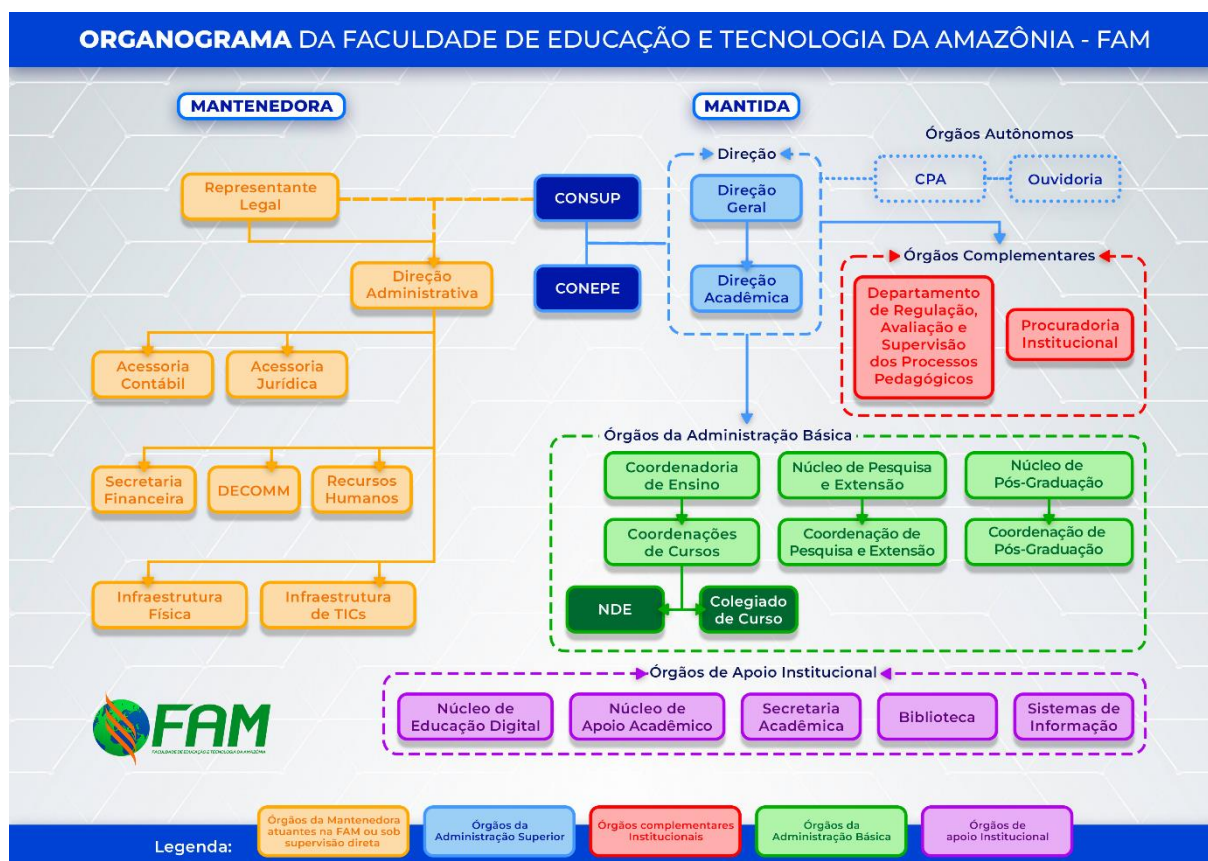 ORGANOGRAMA DA FACULDADE DE EDUCAÇÃO E TECNOLOGIA DA AMAZÔNIA - FAM
MANTENEDORA
MANTIDA
Órgãos Autônomos
Direção
CPA
Ouvidoria
Representante
Legal
CONSUP
Direção
Geral
Órgãos Complementares
Direção
Administrativa
CONEPE
Direção
Acadêmica
Departamento
de Regulação,
Avaliação e
Supervisão
dos Processos
Pedagógicos
Procuradoria
Institucional
Acessoria
Contábil
Acessoria
Jurídica
Órgãos da Administração Básica
Secretaria
Financeira
DECOMM
Recursos
Humanos
Coordenadoria
de Ensino
Núcleo de Pesquisa
e Extensão
Núcleo de
Pós-Graduação
Coordenações
de Cursos
Coordenação de
Pesquisa e Extensão
Coordenação de
Pós-Graduação
Infraestrutura
Física
Infraestrutura
de TICs
NDE
Colegiado
de Curso
Órgãos de Apoio Institucional
Núcleo de
Educação Digital
Núcleo de
Apoio Acadêmico
Secretaria
Acadêmica
Biblioteca
Sistemas de
Informação
FAM
FACULDADE DE EDUCAÇÃO E TECNOLOGIA DA AMAZÔNIA
Legenda:
Órgãos da Mantenedora
atuantes na FAM ou sob
supervisão direta
Órgãos da
Administração Superior
Órgãos complementares
Institucionais
Órgãos da
Administração Básica
Órgãos de
apoio Institucional